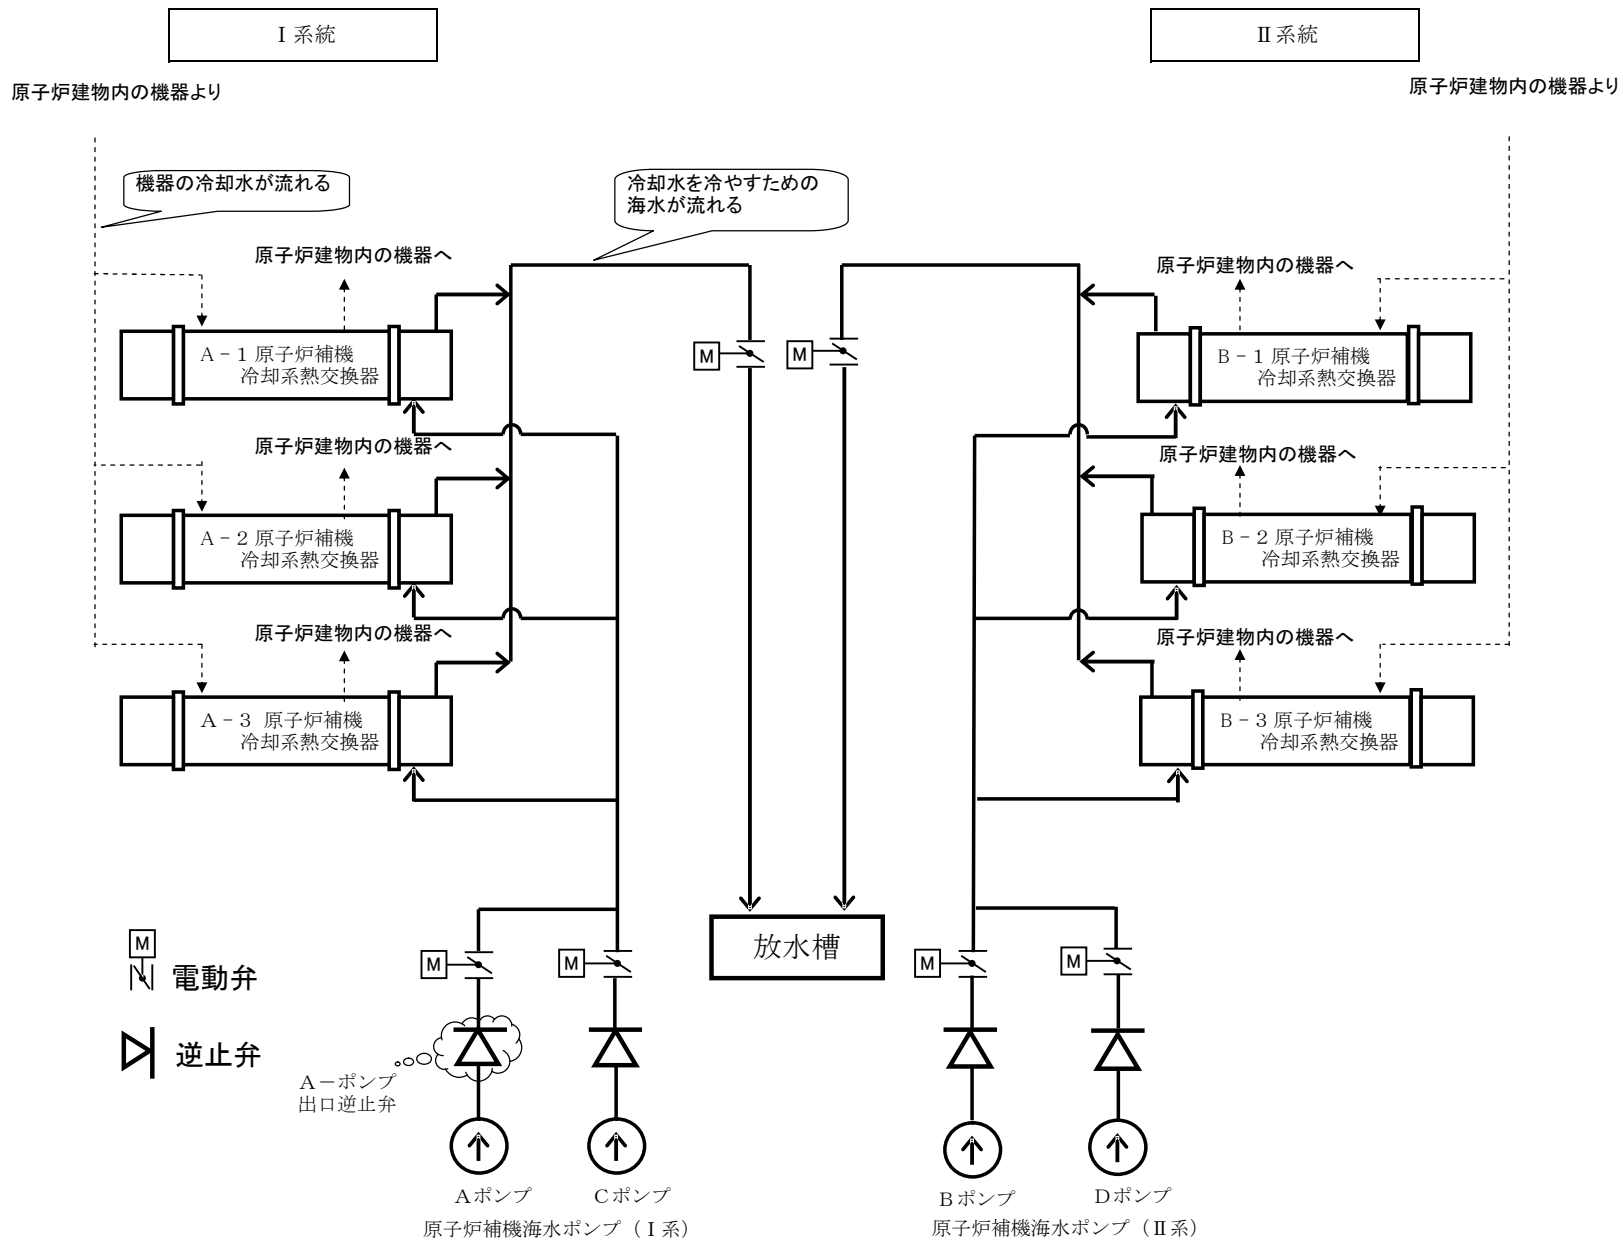 Ⅰ系統
Ⅱ系統
原子炉建物内の機器より
原子炉建物内の機器より
機器の冷却水が流れる
冷却水を冷やすための
海水が流れる
原子炉建物内の機器へ
原子炉建物内の機器へ
A－1 原子炉補機
冷却系熱交換器
M
M
B－1 原子炉補機
冷却系熱交換器
原子炉建物内の機器へ
原子炉建物内の機器へ
A－2 原子炉補機
冷却系熱交換器
B－2 原子炉補機
冷却系熱交換器
原子炉建物内の機器へ
原子炉建物内の機器へ
A－3 原子炉補機
冷却系熱交換器
B－3 原子炉補機
冷却系熱交換器
放水槽
M
電動弁
M
M
M
M
逆止弁
A－ポンプ
出口逆止弁
Aポンプ
Cポンプ
Bポンプ
Dポンプ
原子炉補機海水ポンプ（Ⅰ系）
原子炉補機海水ポンプ（Ⅱ系）